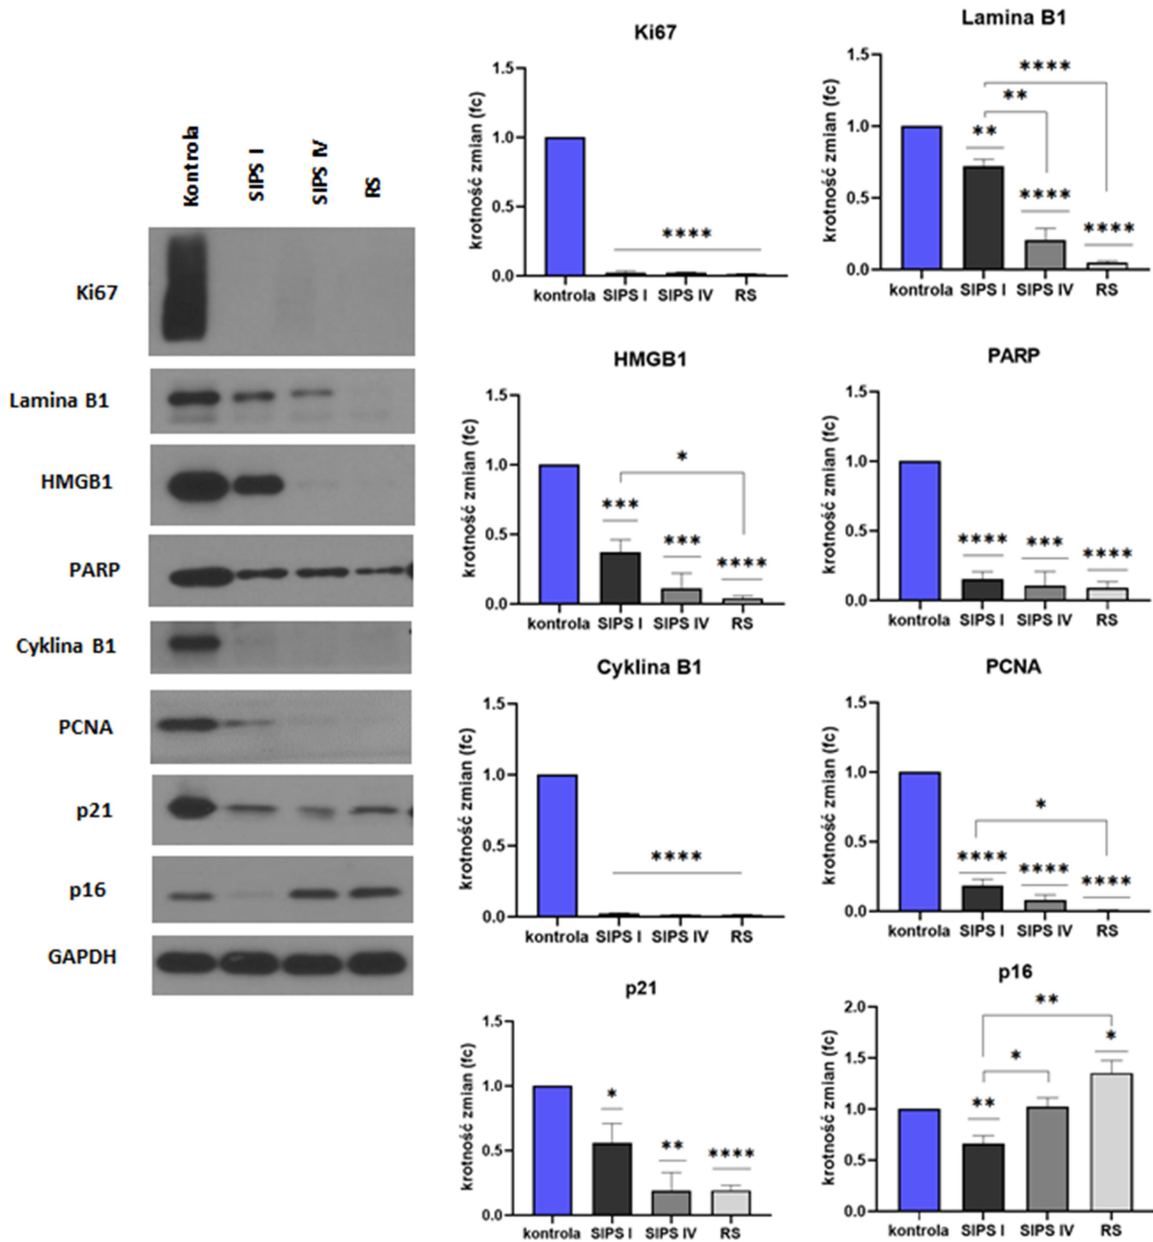 Kontrola
SIPS I
SIPS IV
RS
Ki67
Lamina B1
HMGB1
PARP
Cyklina B1
PCNA
p21
p16
GAPDH
Ki67
krotność zmian (fc)
1.5
1.0
0.5
0.0
****
kontrola SIPS I SIPS IV RS
Lamina B1
krotność zmian (fc)
1.5
1.0
0.5
0.0
****
**
**
****
****
kontrola SIPS I SIPS IV RS
HMGB1
krotność zmian (fc)
1.5
1.0
0.5
0.0
*
***
***
****
kontrola SIPS I SIPS IV RS
PARP
krotność zmian (fc)
1.5
1.0
0.5
0.0
****
***
****
kontrola SIPS I SIPS IV RS
Cyklina B1
krotność zmian (fc)
1.5
1.0
0.5
0.0
****
kontrola SIPS I SIPS IV RS
PCNA
krotność zmian (fc)
1.5
1.0
0.5
0.0
*
****
****
****
kontrola SIPS I SIPS IV RS
p21
krotność zmian (fc)
1.5
1.0
0.5
0.0
*
**
****
kontrola SIPS I SIPS IV RS
p16
krotność zmian (fc)
2.0
1.5
1.0
0.5
0.0
**
*
*
**
kontrola SIPS I SIPS IV RS